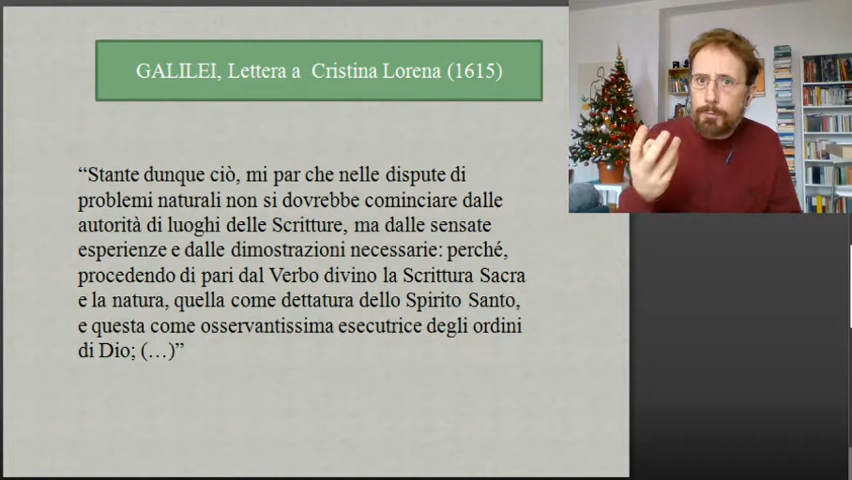 GALILEI, Lettera a  Cristina Lorena (1615)
“Stante dunque ciò, mi par che nelle dispute di
problemi naturali non si dovrebbe cominciare dalle
autorità di luoghi delle Scritture, ma dalle sensate
esperienze e dalle dimostrazioni necessarie: perché,
procedendo di pari dal Verbo divino la Scrittura Sacra
e la natura, quella come dettatura dello Spirito Santo,
e questa come osservantissima esecutrice degli ordini
di Dio; (…)”